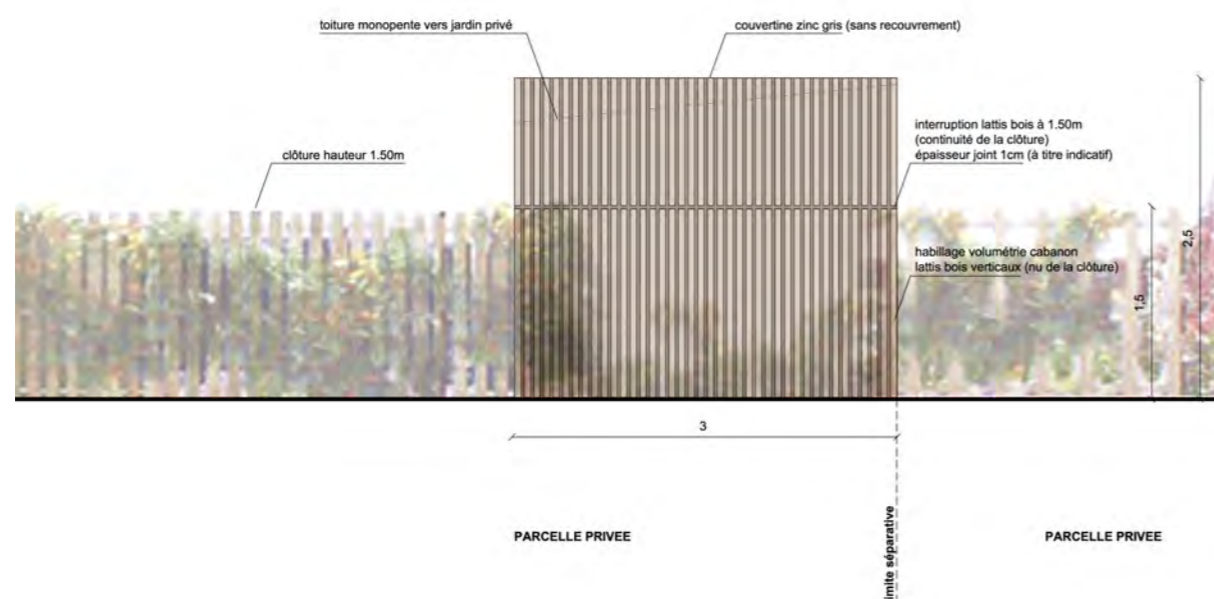 toiture monopente vers jardin privé
couvertine zinc gris (sans recouvrement)
interruption lattis bois à 1.50m
(continuité de la clôture)
épaisseur joint 1cm (à titre indicatif)
clôture hauteur 1.50m
habillage volumétrie cabanon
lattis bois verticaux (nu de la clôture)
2,5
1,5
3
PARCELLE PRIVEE
PARCELLE PRIVEE
imite séparative